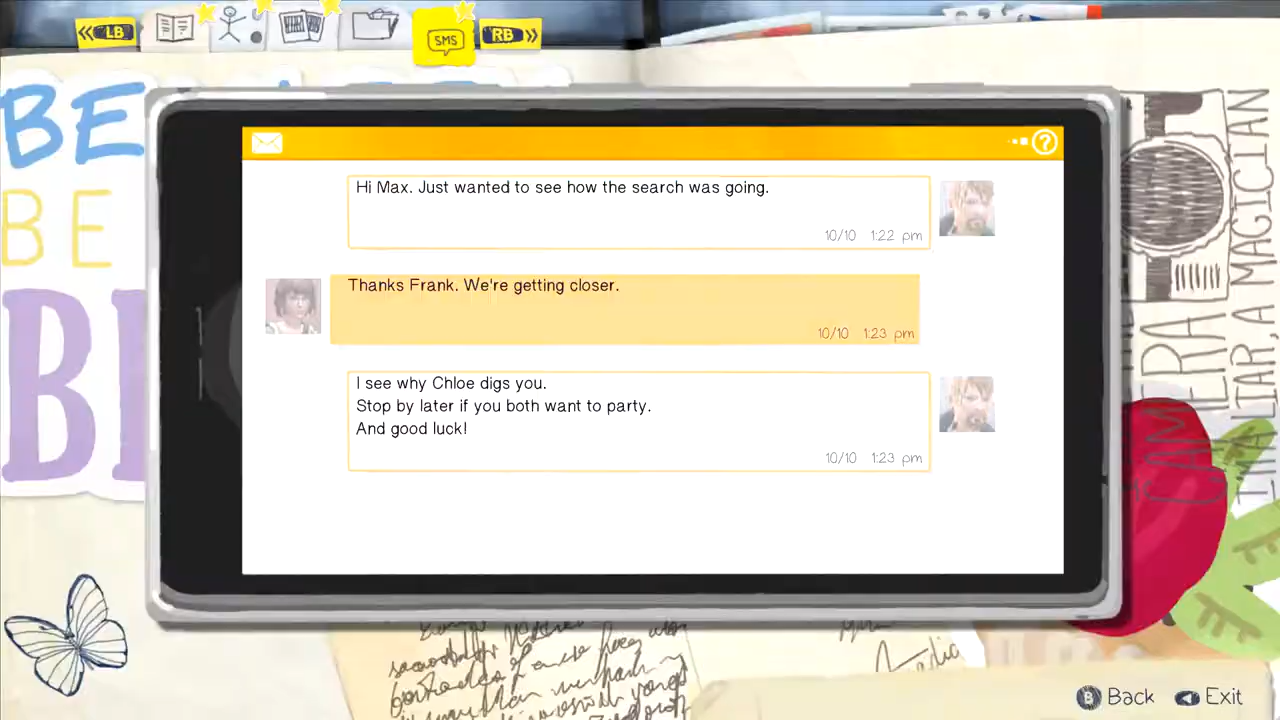 LB
SMS
RB
BE
BE
Hi Max. Just wanted to see how the search was going.
10/10 1:22 pm
Thanks Frank. We're getting closer.
10/10 1:23 pm
I see why Chloe digs you.
Stop by later if you both want to party.
And good luck!
10/10 1:23 pm
CAMERA
I'M A LIAR, A MAGICIAN
B Back
Exit